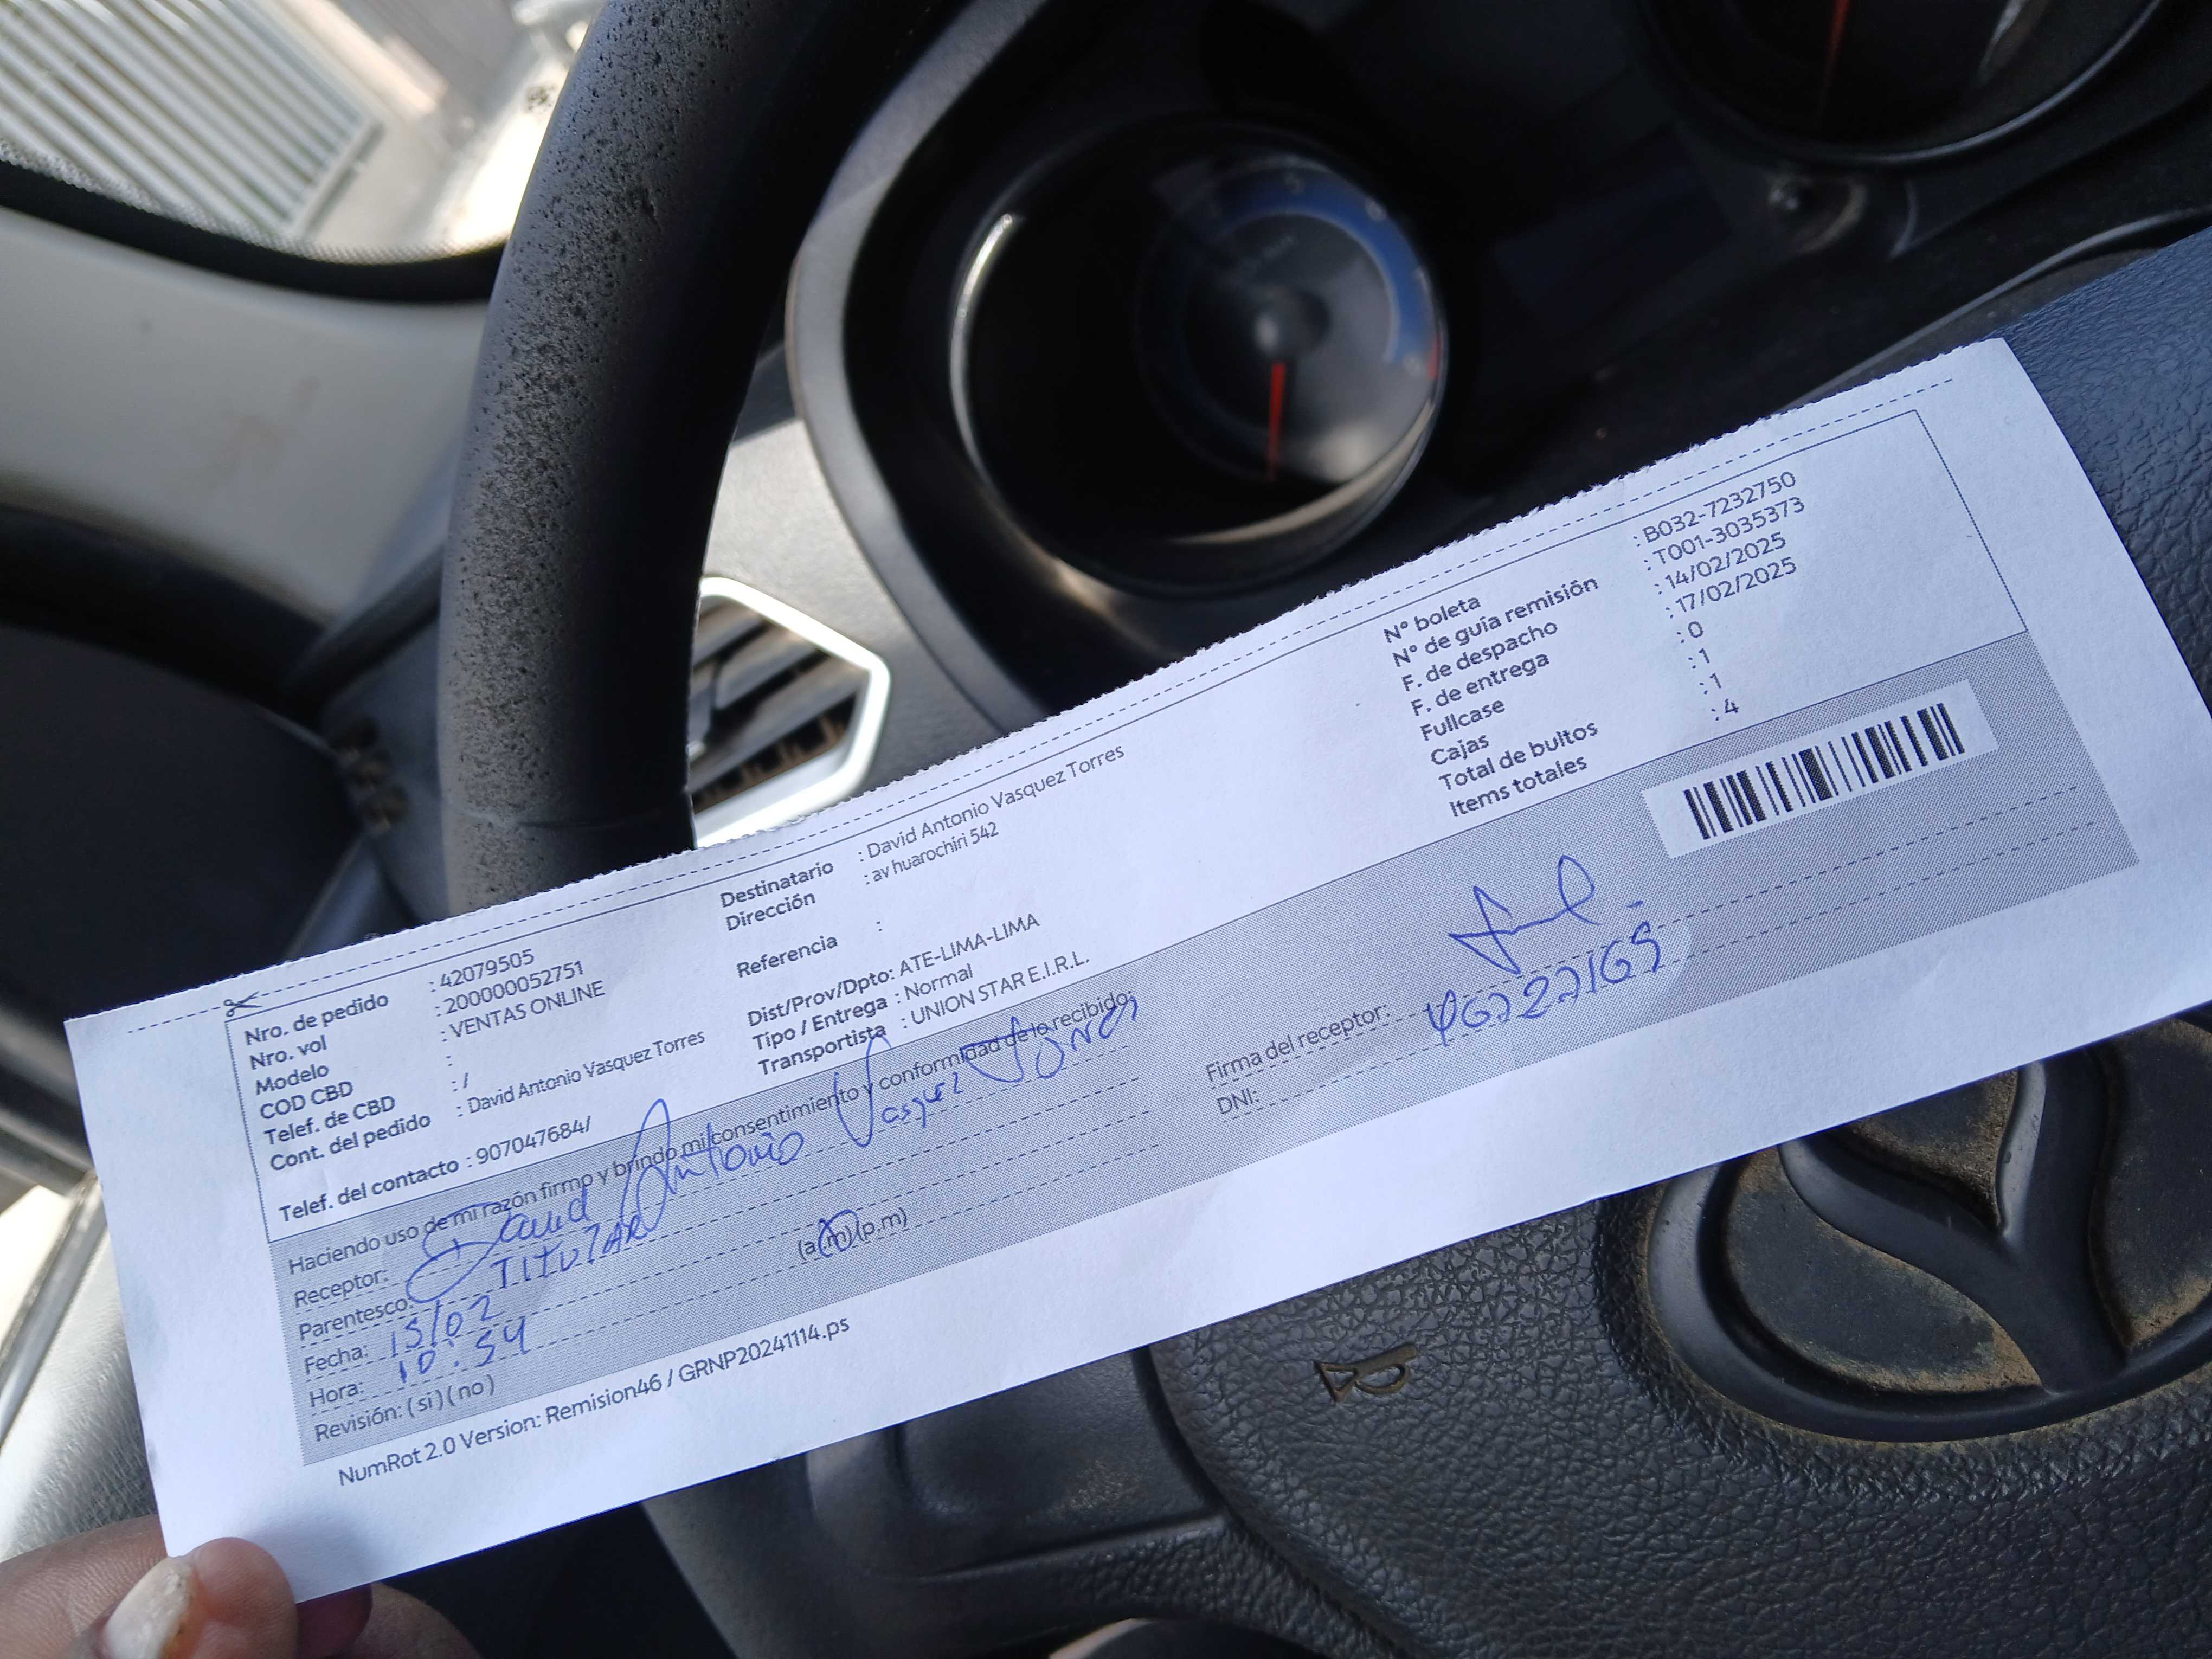 Nro. de pedido : 42079505
Nro. vol : 200000052751
Modelo : VENTAS ONLINE
COD CBD :
Telef. de CBD : /
Cont. del pedido : David Antonio Vasquez Torres
Telef. del contacto : 907047684/
Destinatario : David Antonio Vasquez Torres
Dirección : av huarochiri 542
Referencia :
Dist/Prov/Dpto: ATE-LIMA-LIMA
Tipo / Entrega : Normal
Transportista : UNION STAR E.I.R.L.
N° boleta : B032-7232750
N° de guía remisión : T001-3035373
F. de despacho : 14/02/2025
F. de entrega : 17/02/2025
Fullcase : 0
Cajas : 1
Total de bultos : 1
Items totales : 4
Haciendo uso de mi razón firmo y brindo mi consentimiento y conformidad de lo recibido:
Receptor: David Antonio Vasquez Torres
Parentesco: TITULAR
Fecha: 15/02
Hora: 10:54 (a.m) (p.m)
Revisión: ( si ) ( no )
Firma del receptor:
DNI: 46727169
NumRot 2.0 Version: Remision46 / GRNP20241114.ps